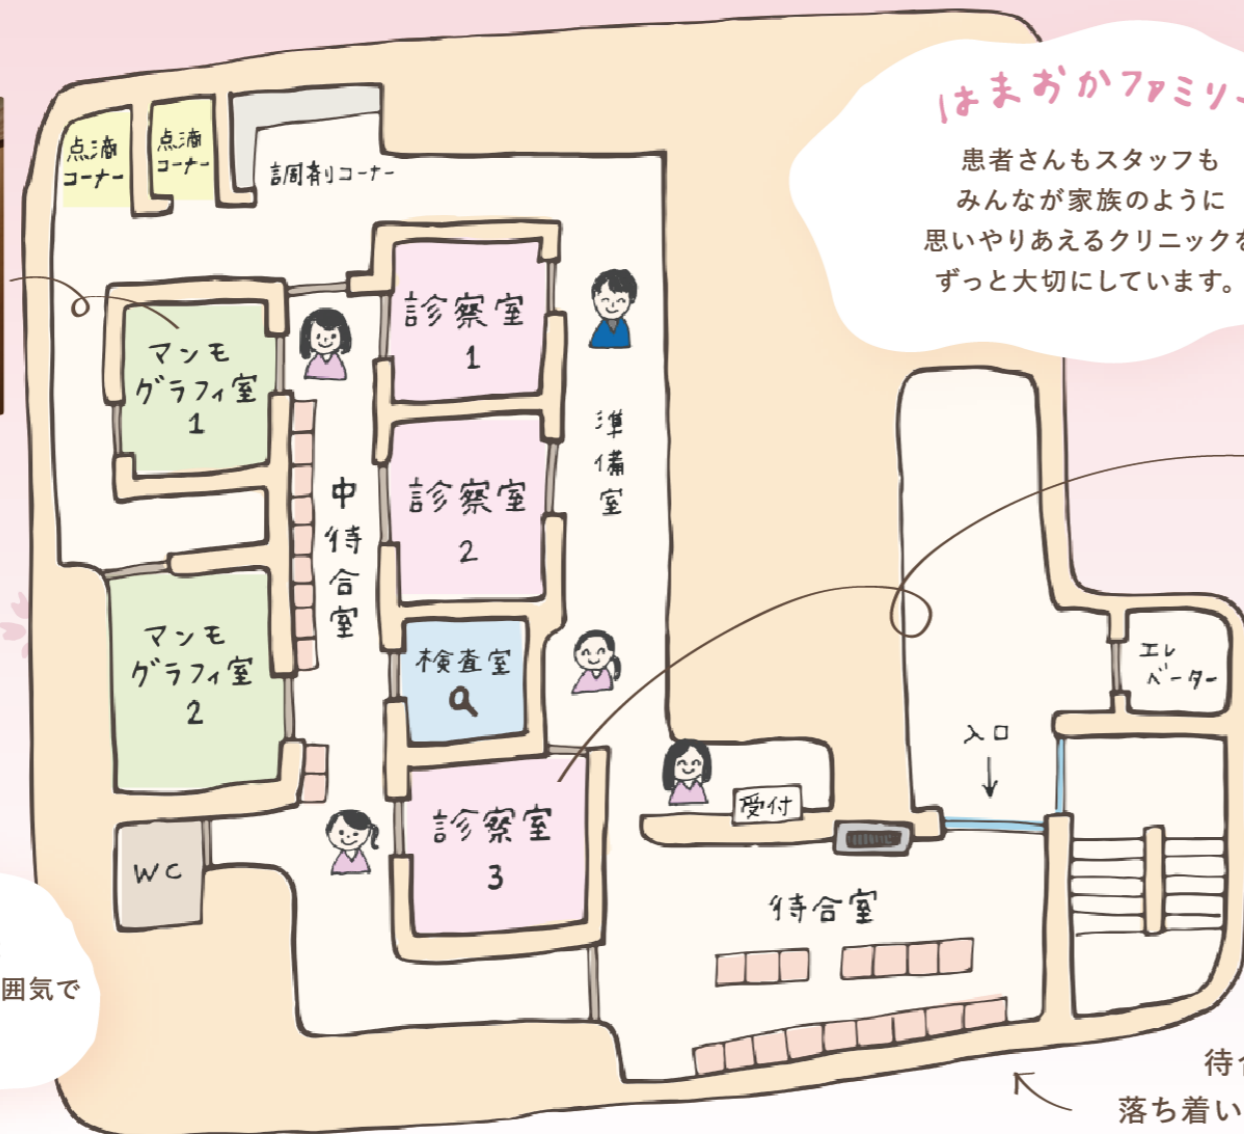 はまおかファミリー
患者さんもスタッフも
みんなが家族のように
思いやりあえるクリニックを
ずっと大切にしています。
点滴
コーナー
点滴
コーナー
調剤コーナー
診察室
1
マンモ
グラフィ室
1
準備室
中待合室
診察室
2
マンモ
グラフィ室
2
検査室
エレ
ベーター
入口
受付
診察室
3
WC
待合室
囲気で
待合
落ち着い